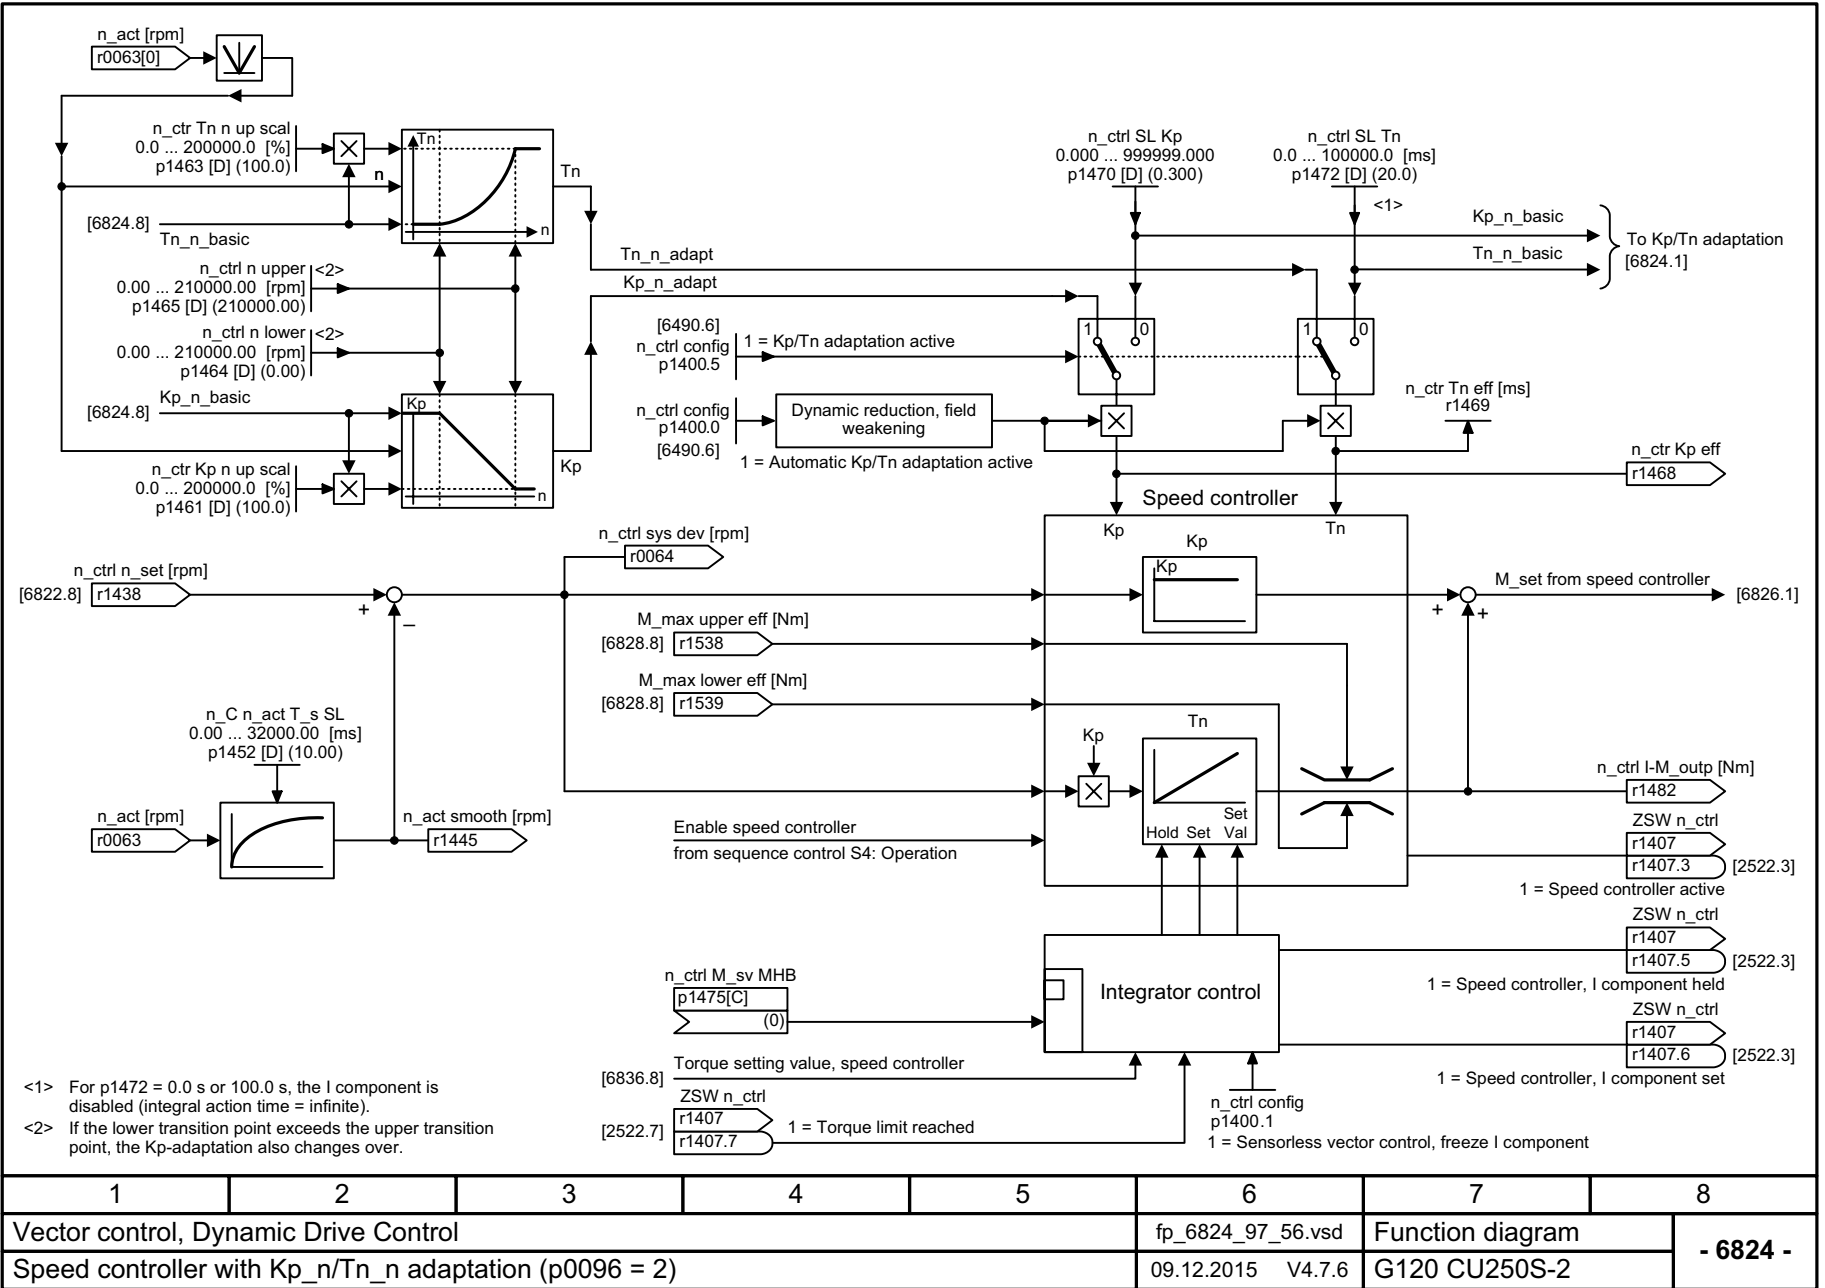 n_act [rpm]
r0063[0]
n_ctr Tn n up scal
0.0 ... 200000.0 [%]
p1463 [D] (100.0)
n
[6824.8]
Tn_n_basic
Tn
n
Tn
n_ctrl n upper
<2>
0.00 ... 210000.00 [rpm]
p1465 [D] (210000.00)
n_ctrl n lower
<2>
0.00 ... 210000.00 [rpm]
p1464 [D] (0.00)
Kp_n_basic
[6824.8]
n_ctr Kp n up scal
0.0 ... 200000.0 [%]
p1461 [D] (100.0)
Kp
n
Kp
Tn_n_adapt
Kp_n_adapt
n_ctrl SL Kp
0.000 ... 999999.000
p1470 [D] (0.300)
n_ctrl SL Tn
0.0 ... 100000.0 [ms]
p1472 [D] (20.0)
<1>
Kp_n_basic
Tn_n_basic
To Kp/Tn adaptation
[6824.1]
[6490.6]
n_ctrl config
p1400.5
1 = Kp/Tn adaptation active
1
0
1
0
n_ctrl config
p1400.0
[6490.6]
Dynamic reduction, field
weakening
1 = Automatic Kp/Tn adaptation active
n_ctr Tn eff [ms]
r1469
n_ctr Kp eff
r1468
Speed controller
Kp
Tn
n_ctrl sys dev [rpm]
r0064
n_ctrl n_set [rpm]
[6822.8]
r1438
+
–
Kp
Kp
M_set from speed controller
[6826.1]
+
+
M_max upper eff [Nm]
[6828.8]
r1538
M_max lower eff [Nm]
[6828.8]
r1539
n_C n_act T_s SL
0.00 ... 32000.00 [ms]
p1452 [D] (10.00)
n_act [rpm]
r0063
n_act smooth [rpm]
r1445
Kp
Tn
Hold
Set
Set
Val
Enable speed controller
from sequence control S4: Operation
n_ctrl I-M_outp [Nm]
r1482
ZSW n_ctrl
r1407
r1407.3
[2522.3]
1 = Speed controller active
ZSW n_ctrl
r1407
r1407.5
[2522.3]
1 = Speed controller, I component held
ZSW n_ctrl
r1407
r1407.6
[2522.3]
1 = Speed controller, I component set
n_ctrl M_sv MHB
p1475[C]
(0)
Integrator control
[6836.8]
Torque setting value, speed controller
ZSW n_ctrl
[2522.7]
r1407
r1407.7
1 = Torque limit reached
n_ctrl config
p1400.1
1 = Sensorless vector control, freeze I component
<1> For p1472 = 0.0 s or 100.0 s, the I component is
disabled (integral action time = infinite).
<2> If the lower transition point exceeds the upper transition
point, the Kp-adaptation also changes over.
1 2 3 4 5 6 7 8
Vector control, Dynamic Drive Control
fp_6824_97_56.vsd
Function diagram
- 6824 -
Speed controller with Kp_n/Tn_n adaptation (p0096 = 2)
09.12.2015 V4.7.6
G120 CU250S-2